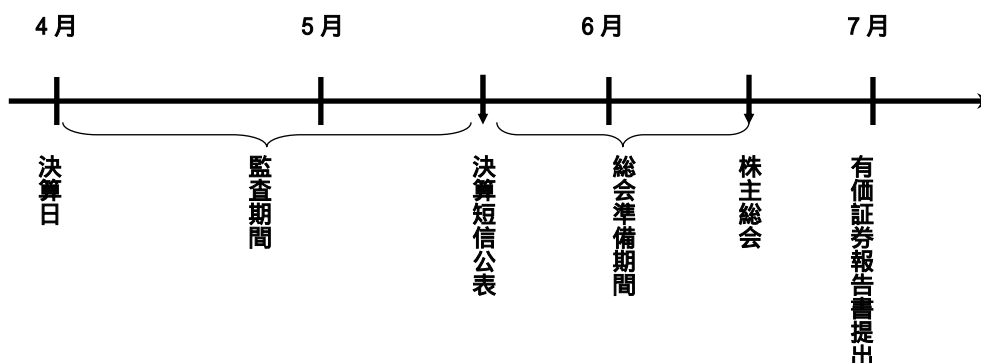 4月
5月
6月
7月
決算日
監査期間
決算短信公表
総会準備期間
株主総会
有価証券報告書提出